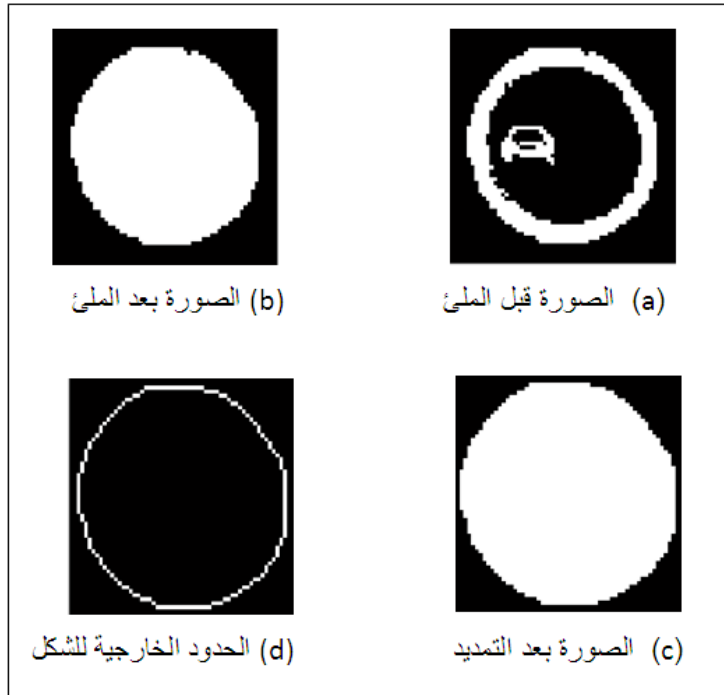 (a) الصورة قبل الملئ
(b) الصورة بعد الملئ
(c) الصورة بعد التمديد
(d) الحدود الخارجية للشكل